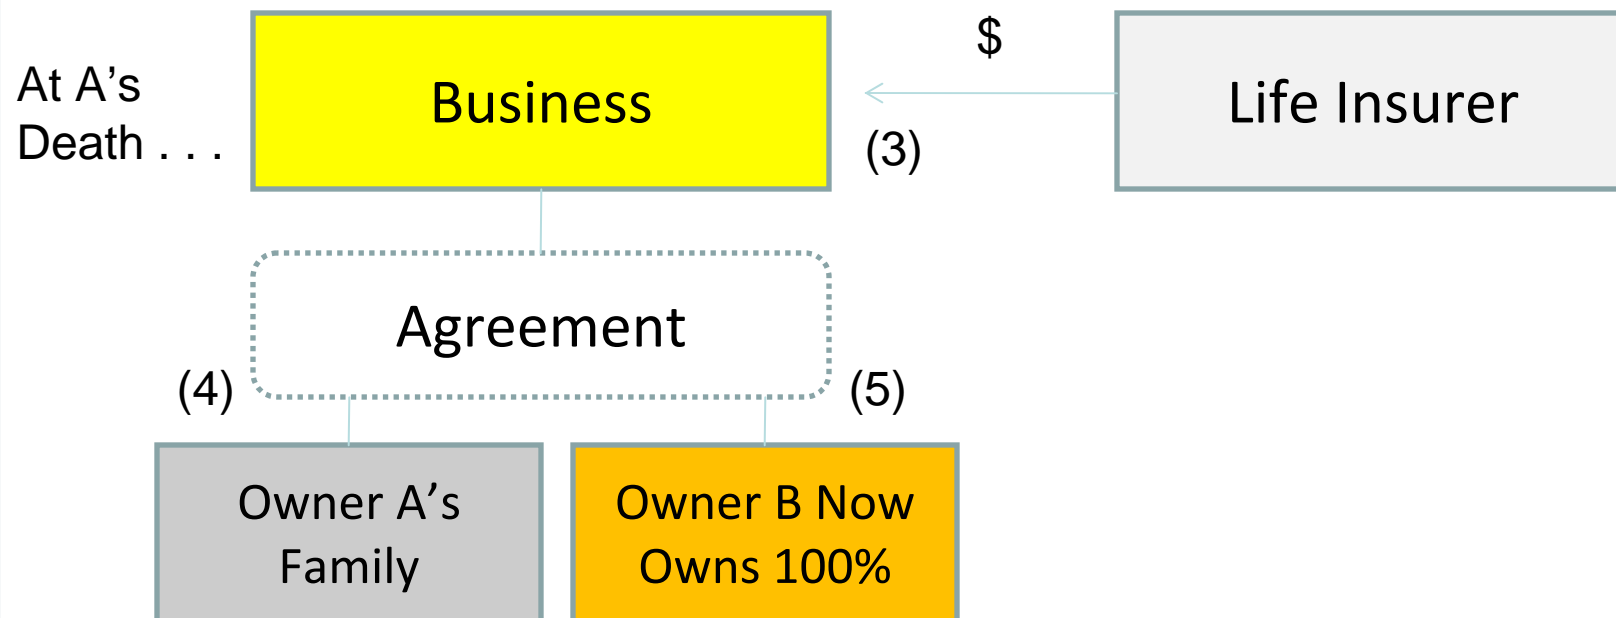 At A’s
Death . . .
Business
$
(3)
Life Insurer
Agreement
(4)
(5)
Owner A’s
Family
Owner B Now
Owns 100%